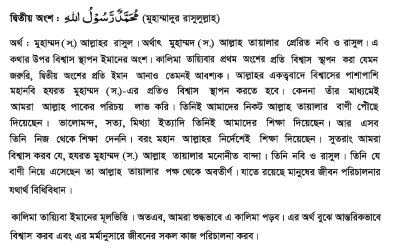 দ্বিতীয় অংশ : مُحَمَّدٌ رَّسُوْلُ اللهِ (মুহাম্মাদুর রাসুলুল্লাহ)
অর্থ : মুহাম্মদ (স.) আল্লাহর রাসুল। অর্থাৎ মুহাম্মদ (স.) আল্লাহ তায়ালার প্রেরিত নবি ও রাসুল। এ
কথার উপর বিশ্বাস স্থাপন ইমানের অংশ। কালিমা তায়্যিবার প্রথম অংশের প্রতি বিশ্বাস স্থাপন করা যেমন
জরুরি, দ্বিতীয় অংশের প্রতি ইমান আনাও তেমনই আবশ্যক। আল্লাহর একত্ববাদে বিশ্বাসের পাশাপাশি
মহানবি হযরত মুহাম্মদ (স.)-এর প্রতিও বিশ্বাস স্থাপন করতে হবে। কেননা তাঁর মাধ্যমেই
আমরা আল্লাহ পাকের পরিচয় লাভ করি। তিনিই আমাদের নিকট আল্লাহ তায়ালার বাণী পৌঁছে
দিয়েছেন। ভালোমন্দ, সত্য, মিথ্যা ইত্যাদি তিনিই আমাদের শিক্ষা দিয়েছেন। আর এসব
তিনি নিজ থেকে শিক্ষা দেননি। বরং মহান আল্লাহর নির্দেশেই শিক্ষা দিয়েছেন। সুতরাং আমরা
বিশ্বাস করব যে, হযরত মুহাম্মদ (স.) আল্লাহ তায়ালার মনোনীত বান্দা। তিনি নবি ও রাসুল। তিনি যে
বাণী নিয়ে এসেছেন তা আল্লাহ তায়ালার পক্ষ থেকে অবতীর্ণ। যাতে রয়েছে মানুষের জীবন পরিচালনার
যথার্থ বিধিবিধান।
কালিমা তায়্যিবা ইমানের মূলভিত্তি। অতএব, আমরা শুদ্ধভাবে এ কালিমা পড়ব। এর অর্থ বুঝে আন্তরিকভাবে
বিশ্বাস করব এবং এর মর্মানুসারে জীবনের সকল কাজ পরিচালনা করব।